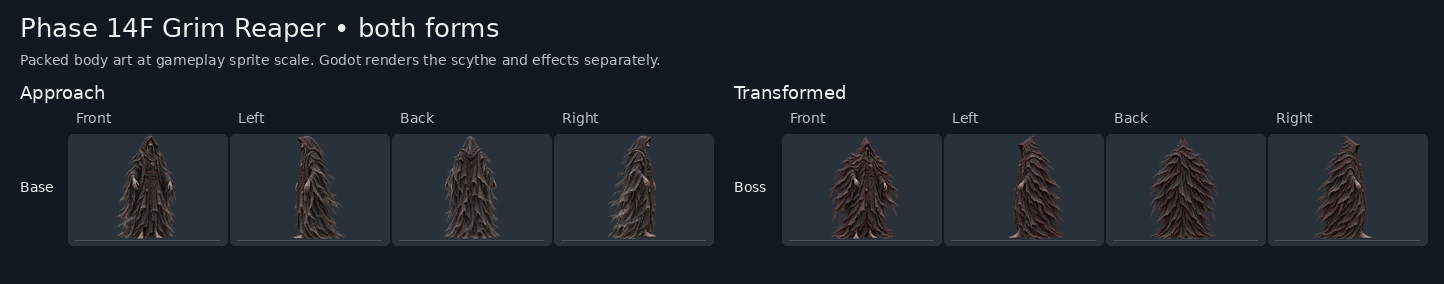 Phase 14F Grim Reaper • both forms
Packed body art at gameplay sprite scale. Godot renders the scythe and effects separately.
Approach
Front Left Back Right
Base
Transformed
Front Left Back Right
Boss